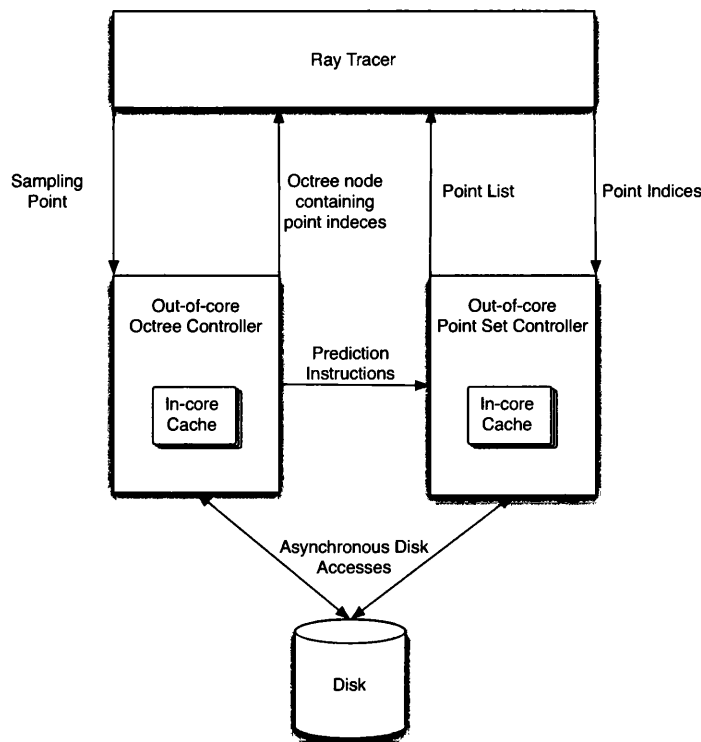 Ray Tracer
Sampling
Point
Octree node
containing
point indeces
Point List
Point Indices
Out-of-core
Octree Controller
Out-of-core
Point Set Controller
Prediction
Instructions
In-core
Cache
In-core
Cache
Asynchronous Disk
Accesses
Disk